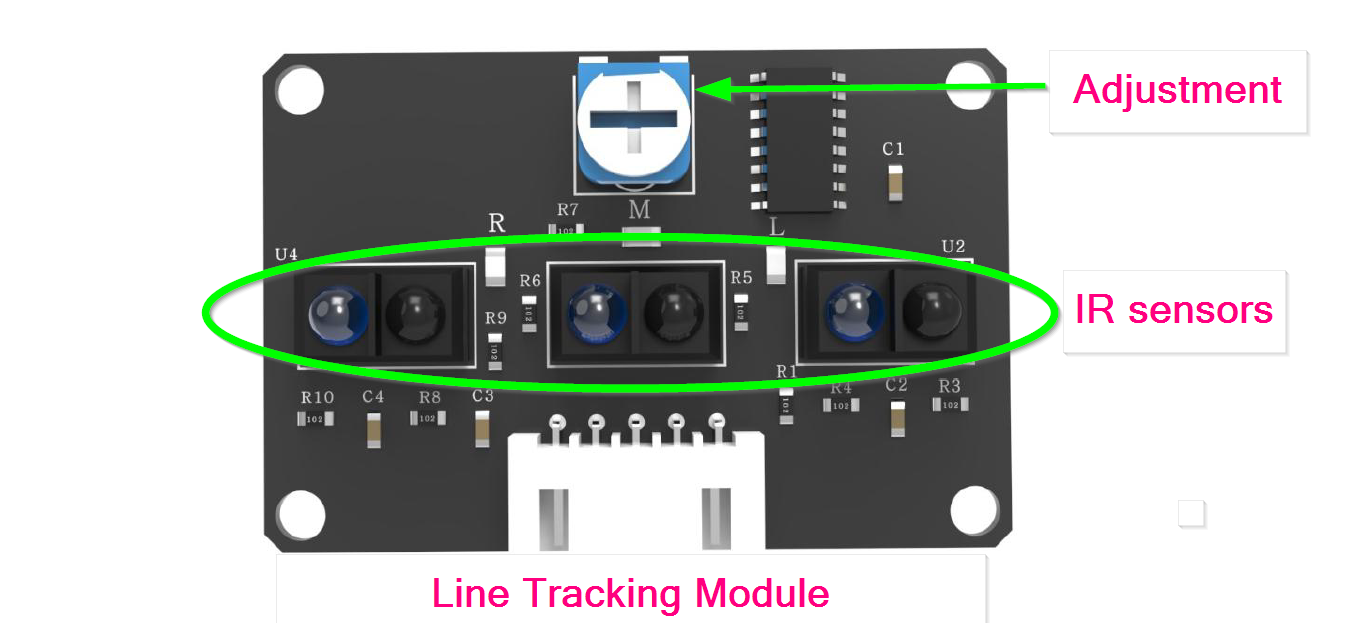 Adjustment
C1
R7
M
R
L
U4
U2
102
R6
R5
IR sensors
102
102
R9
102
R1
R10
C4
R8
C3
R4
C2
R3
102
102
102
102
102
Line Tracking Module